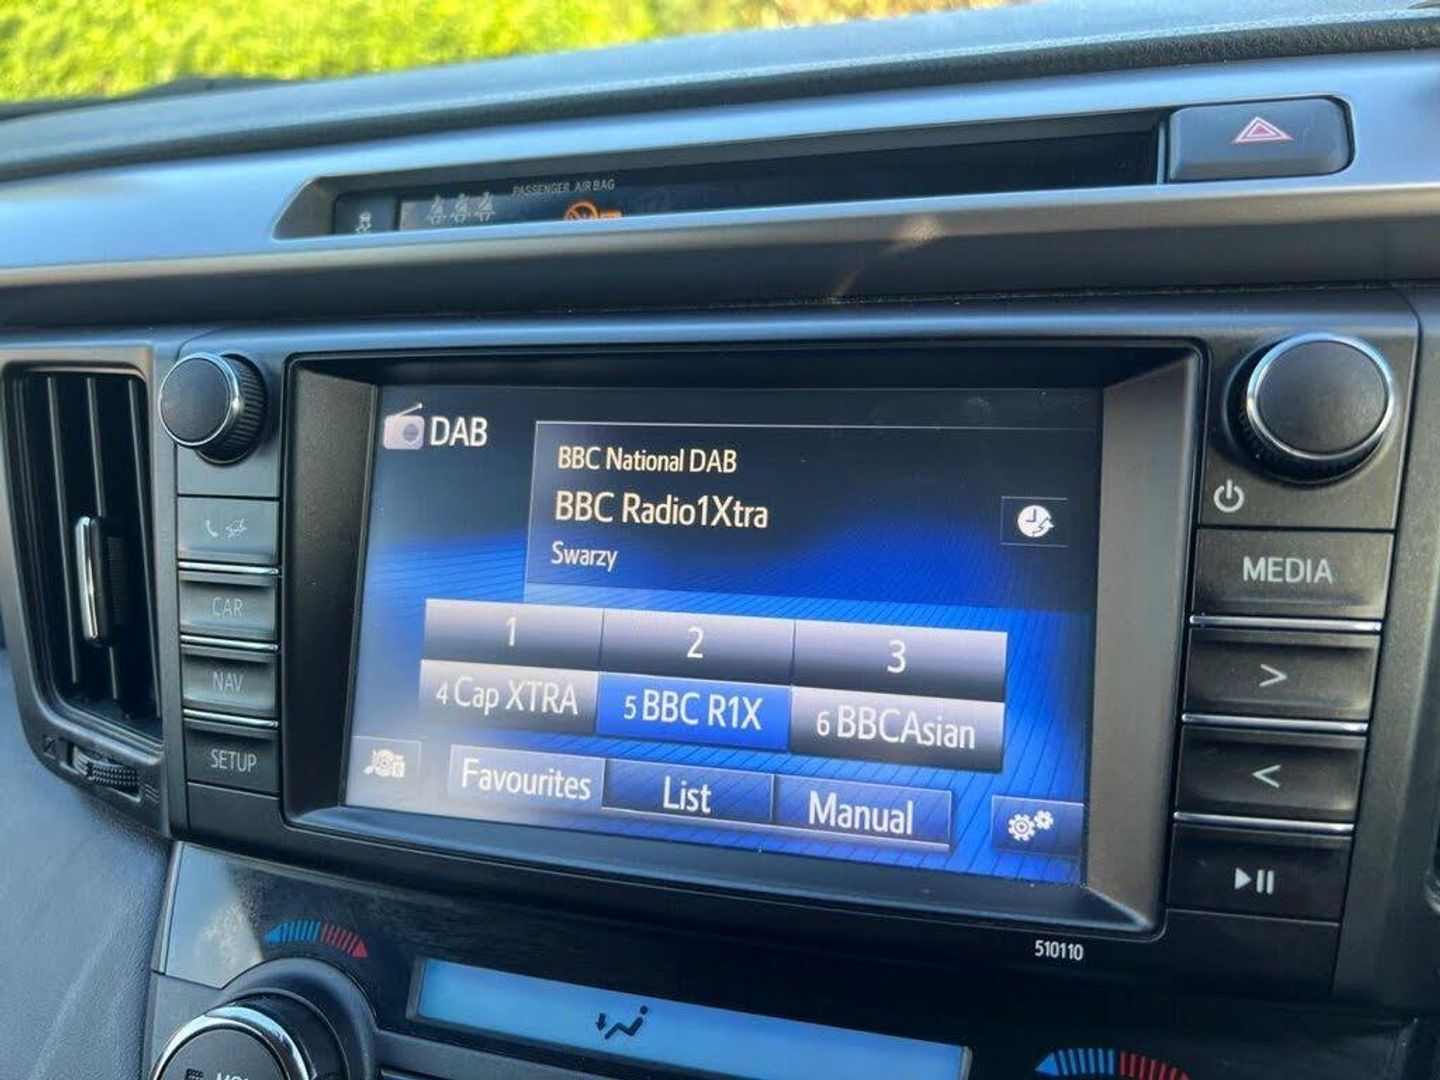 PASSENGER AIR BAG
DAB
BBC National DAB
BBC Radio1Xtra
Swarzy
1 2 3
4 Cap XTRA 5 BBC R1X 6 BBCAsian
Favourites List Manual
CAR
NAV
SETUP
MEDIA
>
<
510110